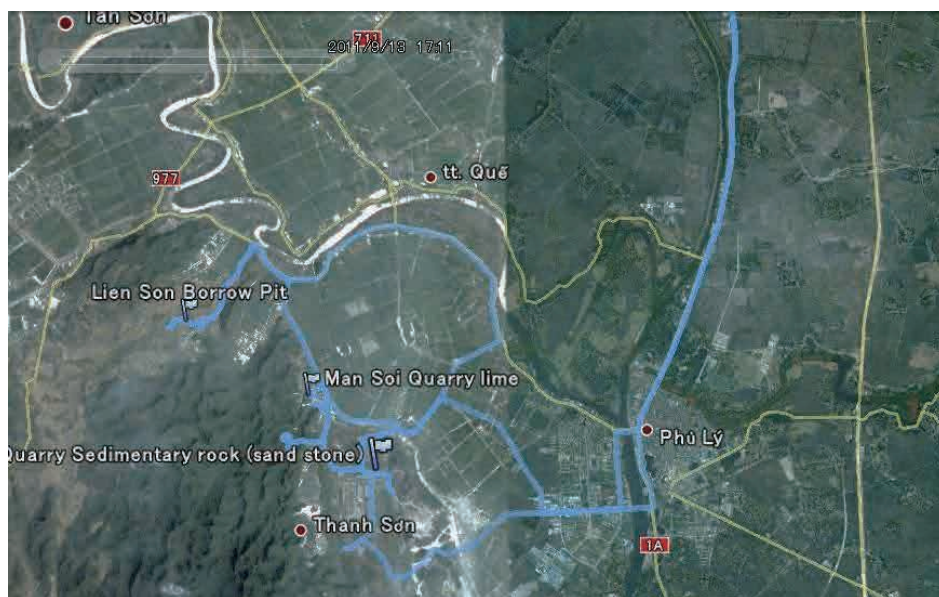 Tân Sơn
711
2011/9/13 17:11
977
tt. Quế
Lien Son Borrow Pit
Man Soi Quarry lime
Quarry Sedimentary rock (sand stone)
Phủ Lý
Thanh Sơn
1A